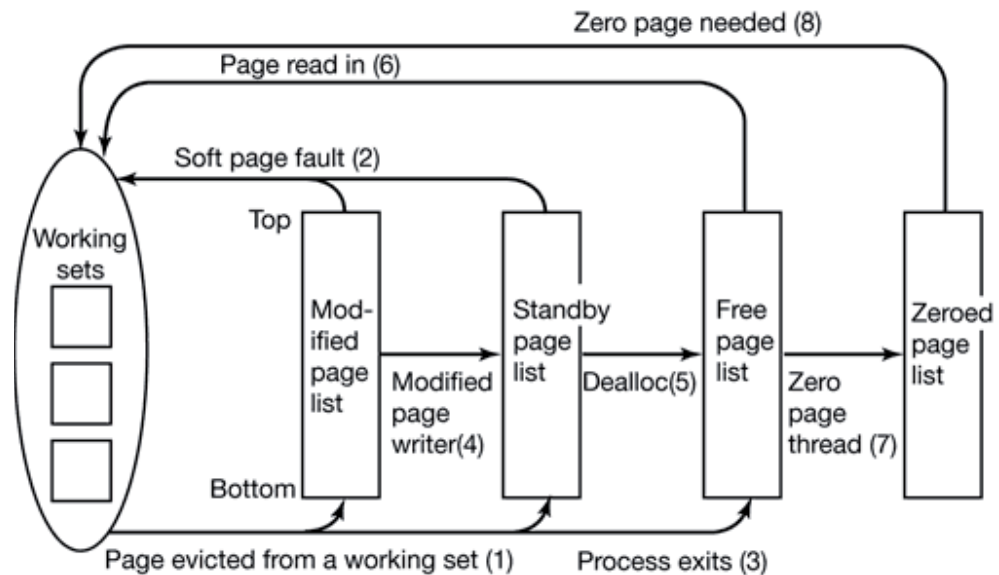 Zero page needed (8)
Page read in (6)
Soft page fault (2)
Top
Working
sets
Mod-
ified
page
list
Modified
page
writer(4)
Standby
page
list
Dealloc(5)
Free
page
list
Zero
page
thread (7)
Zeroed
page
list
Bottom
Page evicted from a working set (1)
Process exits (3)